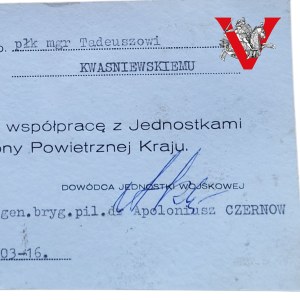 płk mgr Tadeuszowi
KWASNIEWSKIEMU
współpracę z Jednostkami
ony Powietrznej Kraju.
DOWÓDCA JEDNOSTKI WOJSKOWEJ
gen.bryg.pil.d Apoloniusz CZERNOW
03-16.